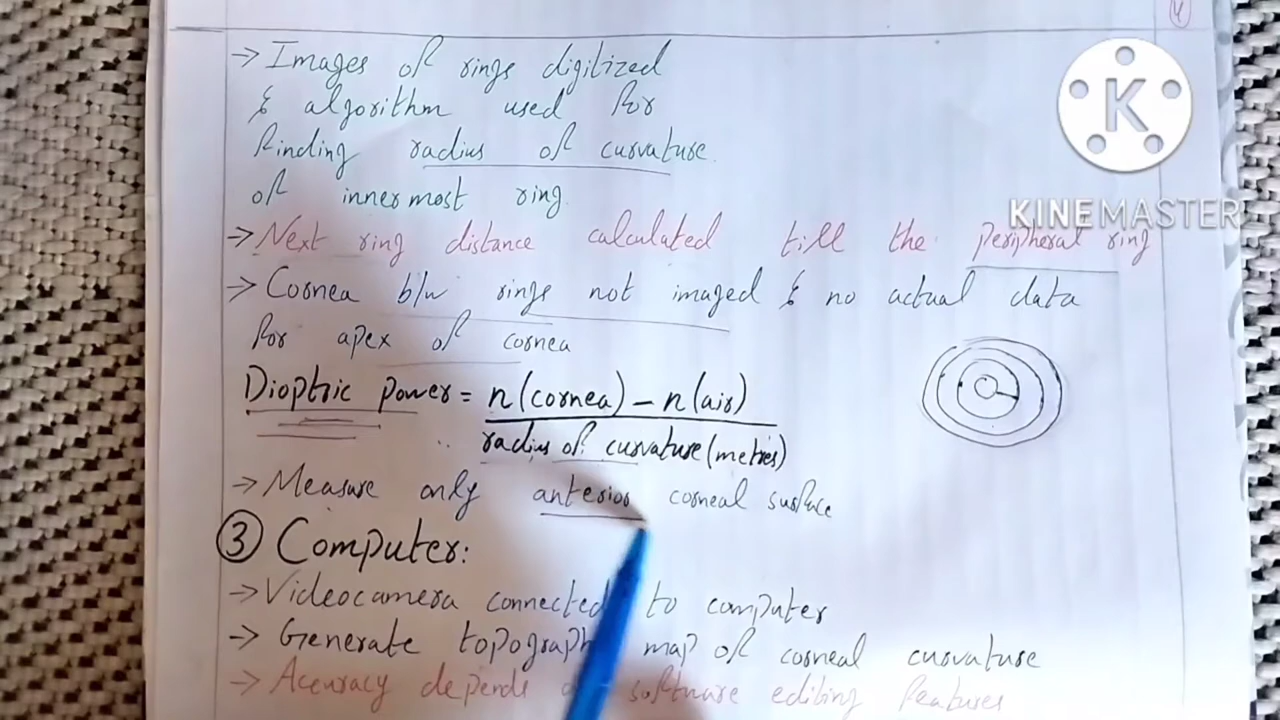 4
→ Images of rings digitized
& algorithm used for
finding radius of curvature.
of innermost ring.
→ Next ring distance calculated till the peripheral ring
→ Cornea b/w rings not imaged & no actual data
for apex of cornea
Dioptric power = n(cornea) – n(air)
radius of curvature (metres)
→ Measure only anterior corneal surface
③ Computer:
→ Videocamera connected to computer
→ Generate topograph map of corneal curvature
→ Accuracy depends software editing features
K
KINEMASTER